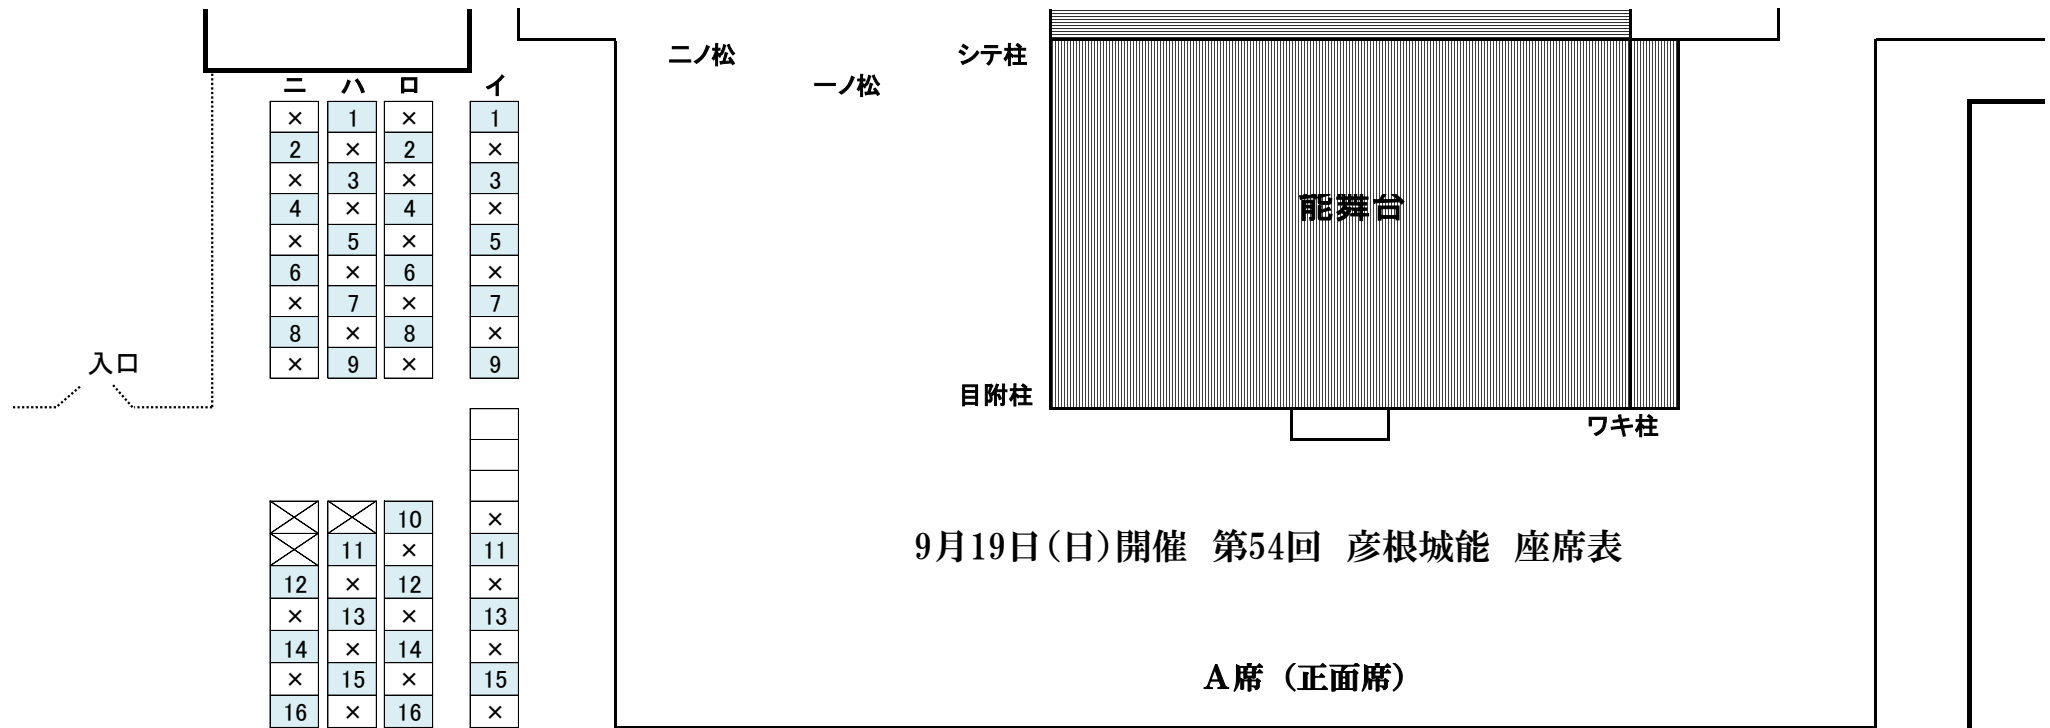 二ノ松 シテ柱
一ノ松
ニ ハ ロ イ
× 1 × 1
2 × 2 ×
× 3 × 3
4 × 4 ×
× 5 × 5
6 × 6 ×
× 7 × 7
8 × 8 ×
× 9 × 9
能舞台
入口
目附柱
ワキ柱
10 ×
11 × 11
12 × 12 ×
× 13 × 13
14 × 14 ×
× 15 × 15
16 × 16 ×
9月19日(日)開催 第54回 彦根城能 座席表
A席(正面席)